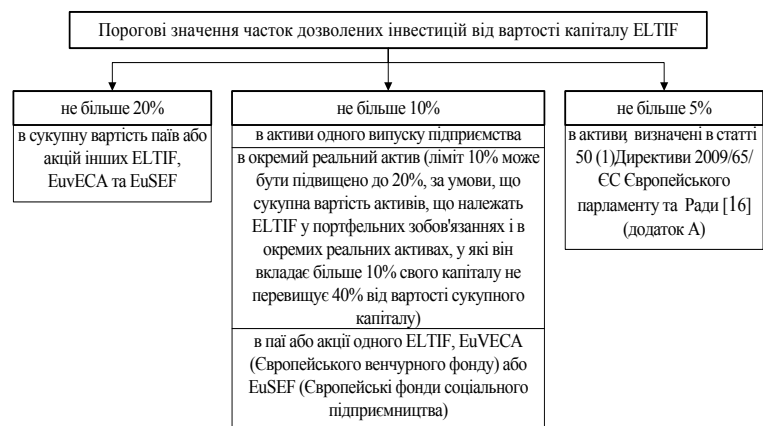 Порогові значення часток дозволених інвестицій від вартості капіталу ELTIF
не більше 20%
в сукупну вартість паїв або
акцій інших ELTIF,
EuvECA та EuSEF
не більше 10%
в активи одного випуску підприємства
в окремий реальний актив (ліміт 10% може
бути підвищено до 20%, за умови, що
сукупна вартість активів, що належать
ELTIF у портфельних зобов'язаннях і в
окремих реальних активах, у які він
вкладає більше 10% свого капіталу не
перевищує 40% від вартості сукупного
капіталу)
в паї або акції одного ELTIF, EuVECA
(Європейського венчурного фонду) або
EuSEF (Європейські фонди соціального
підприємництва)
не більше 5%
в активи, визначені в статті
50 (1)Директиви 2009/65/
ЄС Європейського
парламенту та Ради [16]
(додаток А)